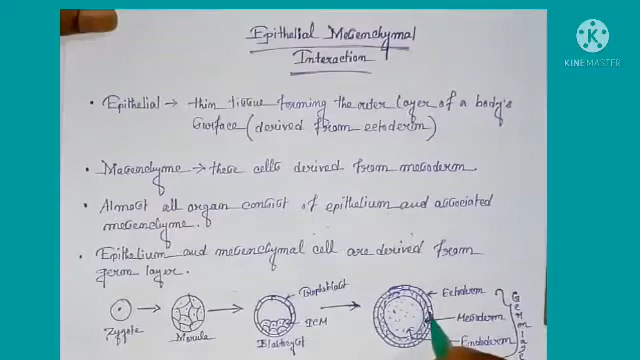 Epithelial Mesenchymal
Interaction
KINEMASTER
• Epithelial → thin tissue forming the outer layer of a body's
surface (derived from ectoderm)
• Mesenchyme → these cells derived from mesoderm.
• Almost all organ consist of epithelium and associated
mesenchyme.
• Epithelium and mesenchymal cell are derived from
germ layer.
Zygote
Morula
Blastocyst
ICM
Ectoderm
Mesoderm
Endoderm